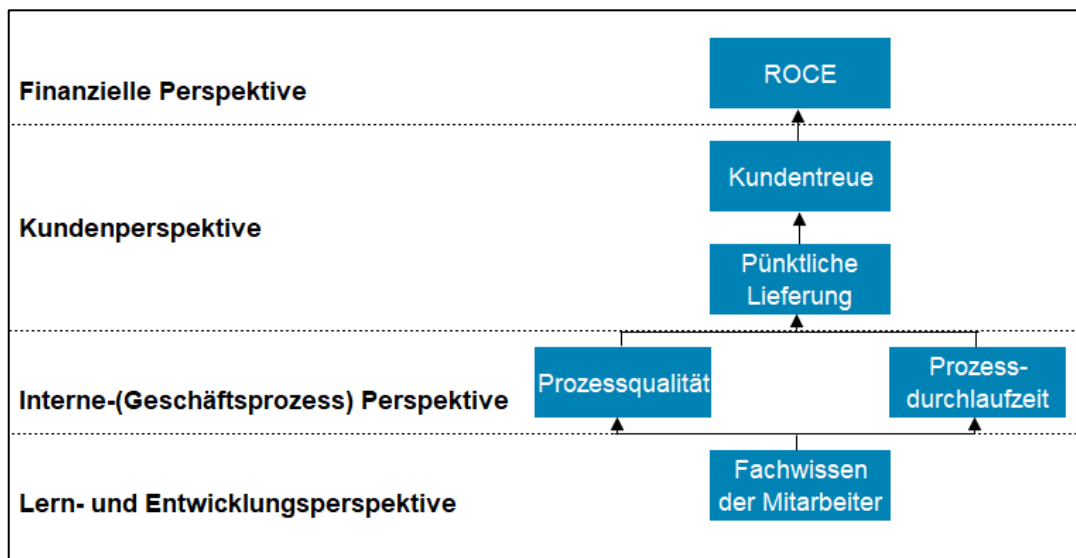 ROCE
Finanzielle Perspektive
Kundentreue
Kundenperspektive
Pünktliche
Lieferung
Prozessqualität
Prozess-
durchlaufzeit
Interne-(Geschäftsprozess) Perspektive
Fachwissen
der Mitarbeiter
Lern- und Entwicklungsperspektive